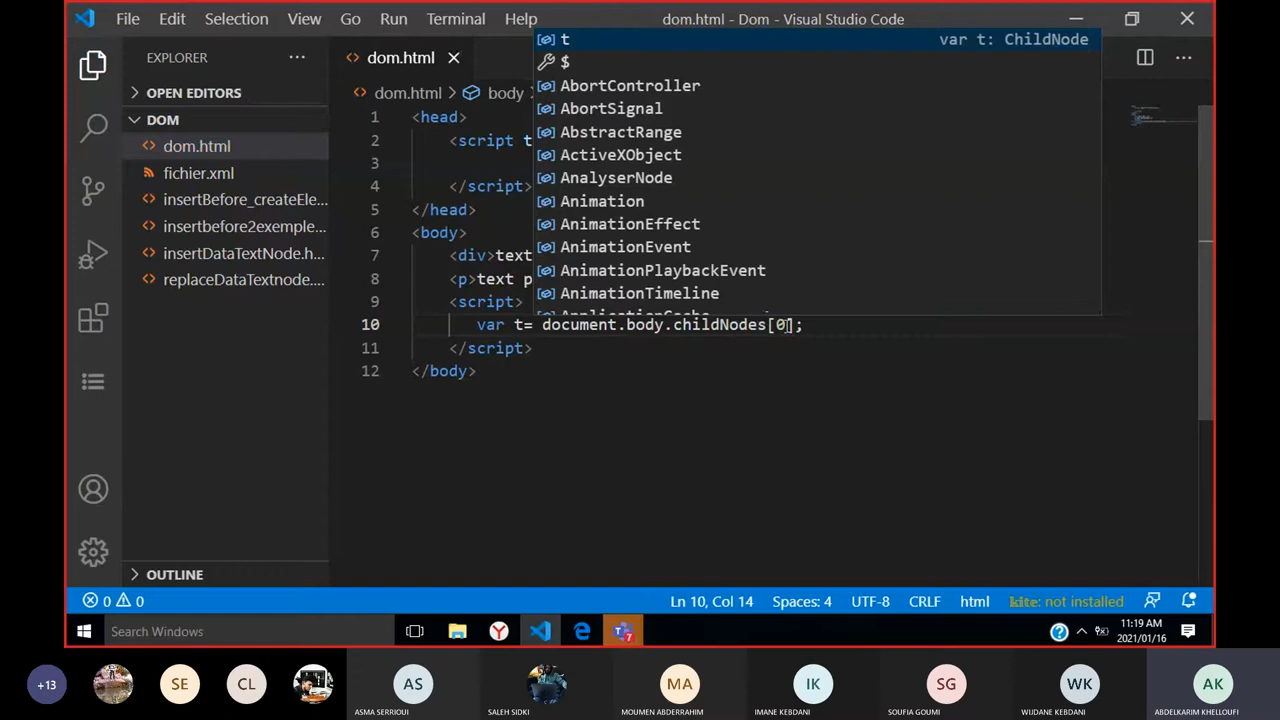 File Edit Selection View Go Run Terminal Help dom.html - Dom - Visual Studio Code
EXPLORER
OPEN EDITORS
DOM
dom.html
fichier.xml
insertBefore_createEle...
insertbefore2exemple...
insertDataTextNode.h...
replaceDataTextnode....
OUTLINE
dom.html
dom.html > body
1 <head>
2 <script t
3
4 </script>
5 </head>
6 <body>
7 <div>text
8 <p>text p
9 <script>
10 var t= document.body.childNodes[0];
11 </script>
12 </body>
t var t: ChildNode
$
AbortController
AbortSignal
AbstractRange
ActiveXObject
AnalyserNode
Animation
AnimationEffect
AnimationEvent
AnimationPlaybackEvent
AnimationTimeline
0 0 Ln 10, Col 14 Spaces: 4 UTF-8 CRLF html kite: not installed
Search Windows
7
11:19 AM
2021/01/16
+13 SE CL AS MA IK SG WK AK
ASMA SERRIOUI SALEH SIDKI MOUMEN ABDERRAHIM IMANE KEBDANI SOUFIA GOUMI WIJDANE KEBDANI ABDELKARIM KHELLOUFI